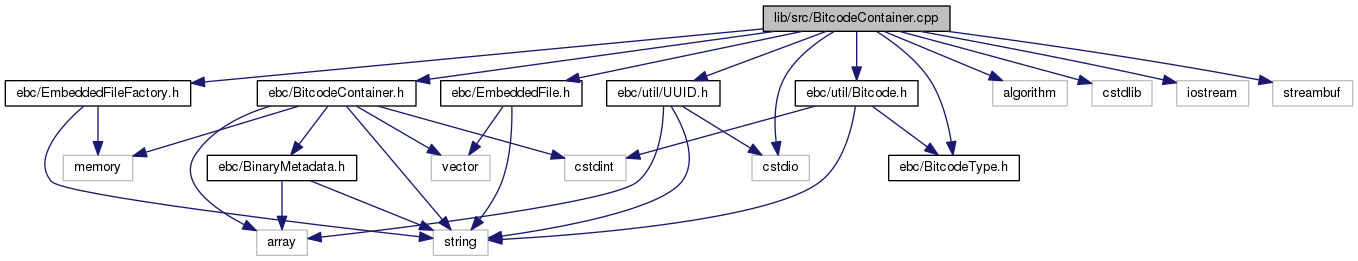 lib/src/BitcodeContainer.cpp
ebc/EmbeddedFileFactory.h
ebc/BitcodeContainer.h
ebc/EmbeddedFile.h
ebc/util/UUID.h
ebc/util/Bitcode.h
algorithm
cstdlib
iostream
streambuf
memory
ebc/BinaryMetadata.h
vector
cstdint
cstdio
ebc/BitcodeType.h
array
string